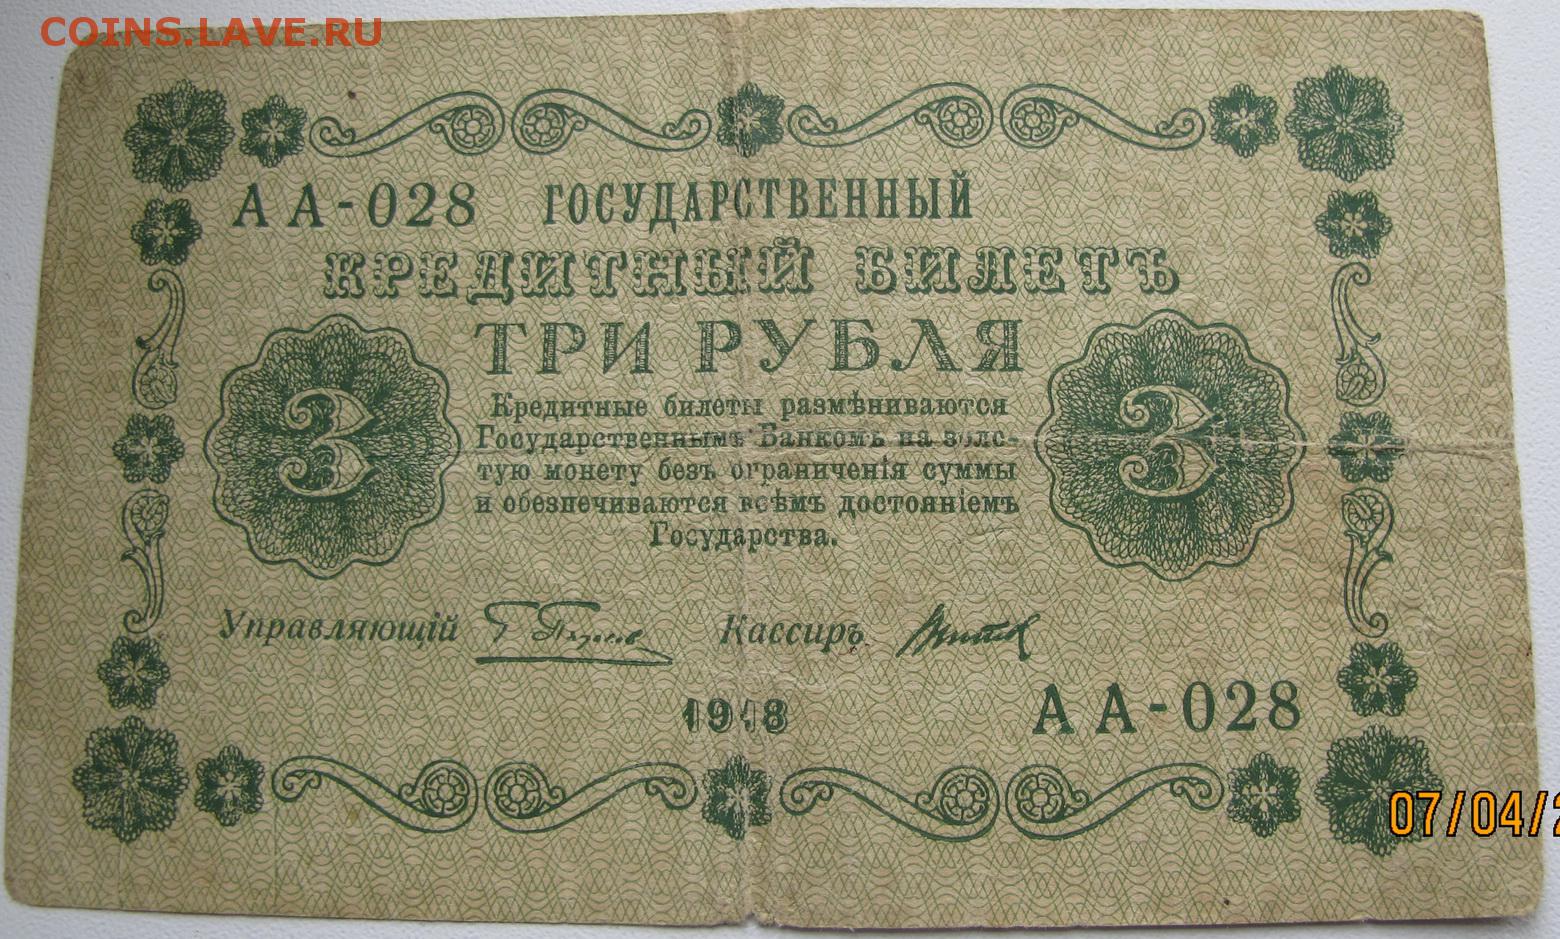 COINS.LAVE.RU
АА-028 ГОСУДАРСТВЕННЫЙ
КРЕДИТНЫЙ БИЛЕТЪ
ТРИ РУБЛЯ
3 3
Кредитные билеты размѣниваются
Государственнымъ Банкомъ на золо-
тую монету безъ ограниченія суммы
и обезпечиваются всѣмъ достояніемъ
Государства.
Управляющій Кассиръ
1918 АА-028
07/04/2